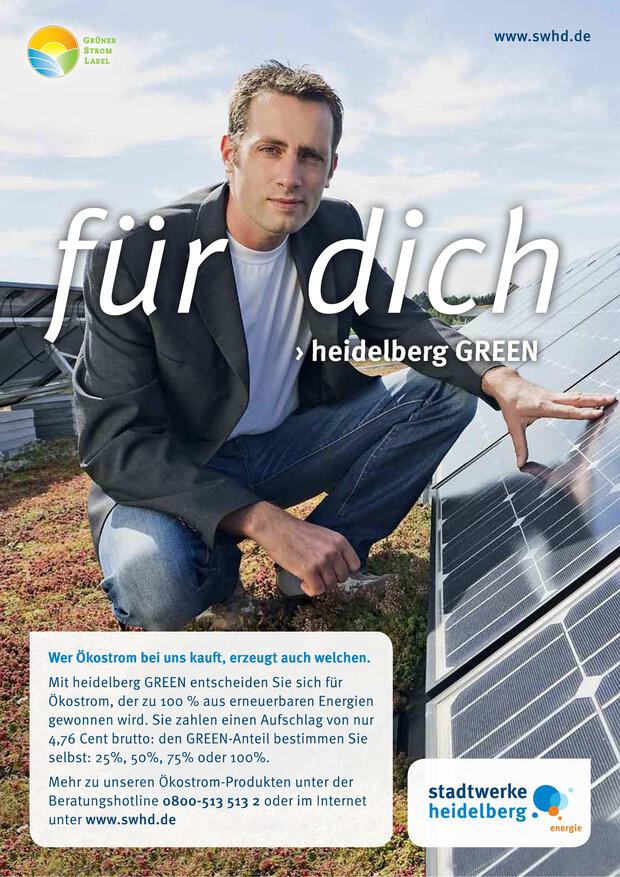 GRÜNER
STROM
LABEL
www.swhd.de
für dich
› heidelberg GREEN
Wer Ökostrom bei uns kauft, erzeugt auch welchen.
Mit heidelberg GREEN entscheiden Sie sich für
Ökostrom, der zu 100 % aus erneuerbaren Energien
gewonnen wird. Sie zahlen einen Aufschlag von nur
4,76 Cent brutto: den GREEN-Anteil bestimmen Sie
selbst: 25%, 50%, 75% oder 100%.
Mehr zu unseren Ökostrom-Produkten unter der
Beratungshotline 0800-513 513 2 oder im Internet
unter www.swhd.de
stadtwerke
heidelberg
energie